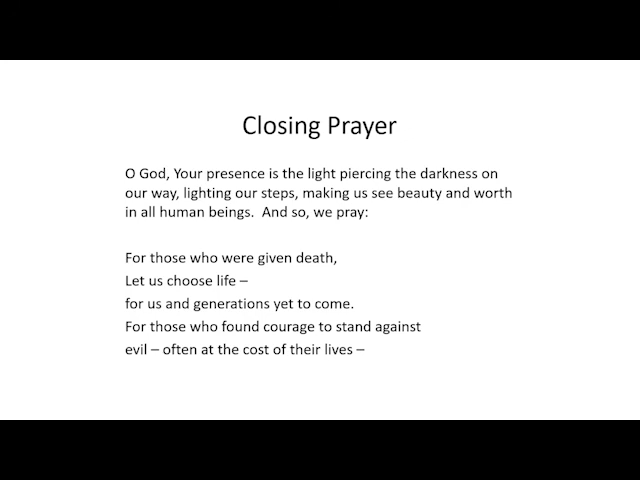 Closing Prayer
O God, Your presence is the light piercing the darkness on
our way, lighting our steps, making us see beauty and worth
in all human beings.  And so, we pray:
For those who were given death,
Let us choose life –
for us and generations yet to come.
For those who found courage to stand against
evil – often at the cost of their lives –